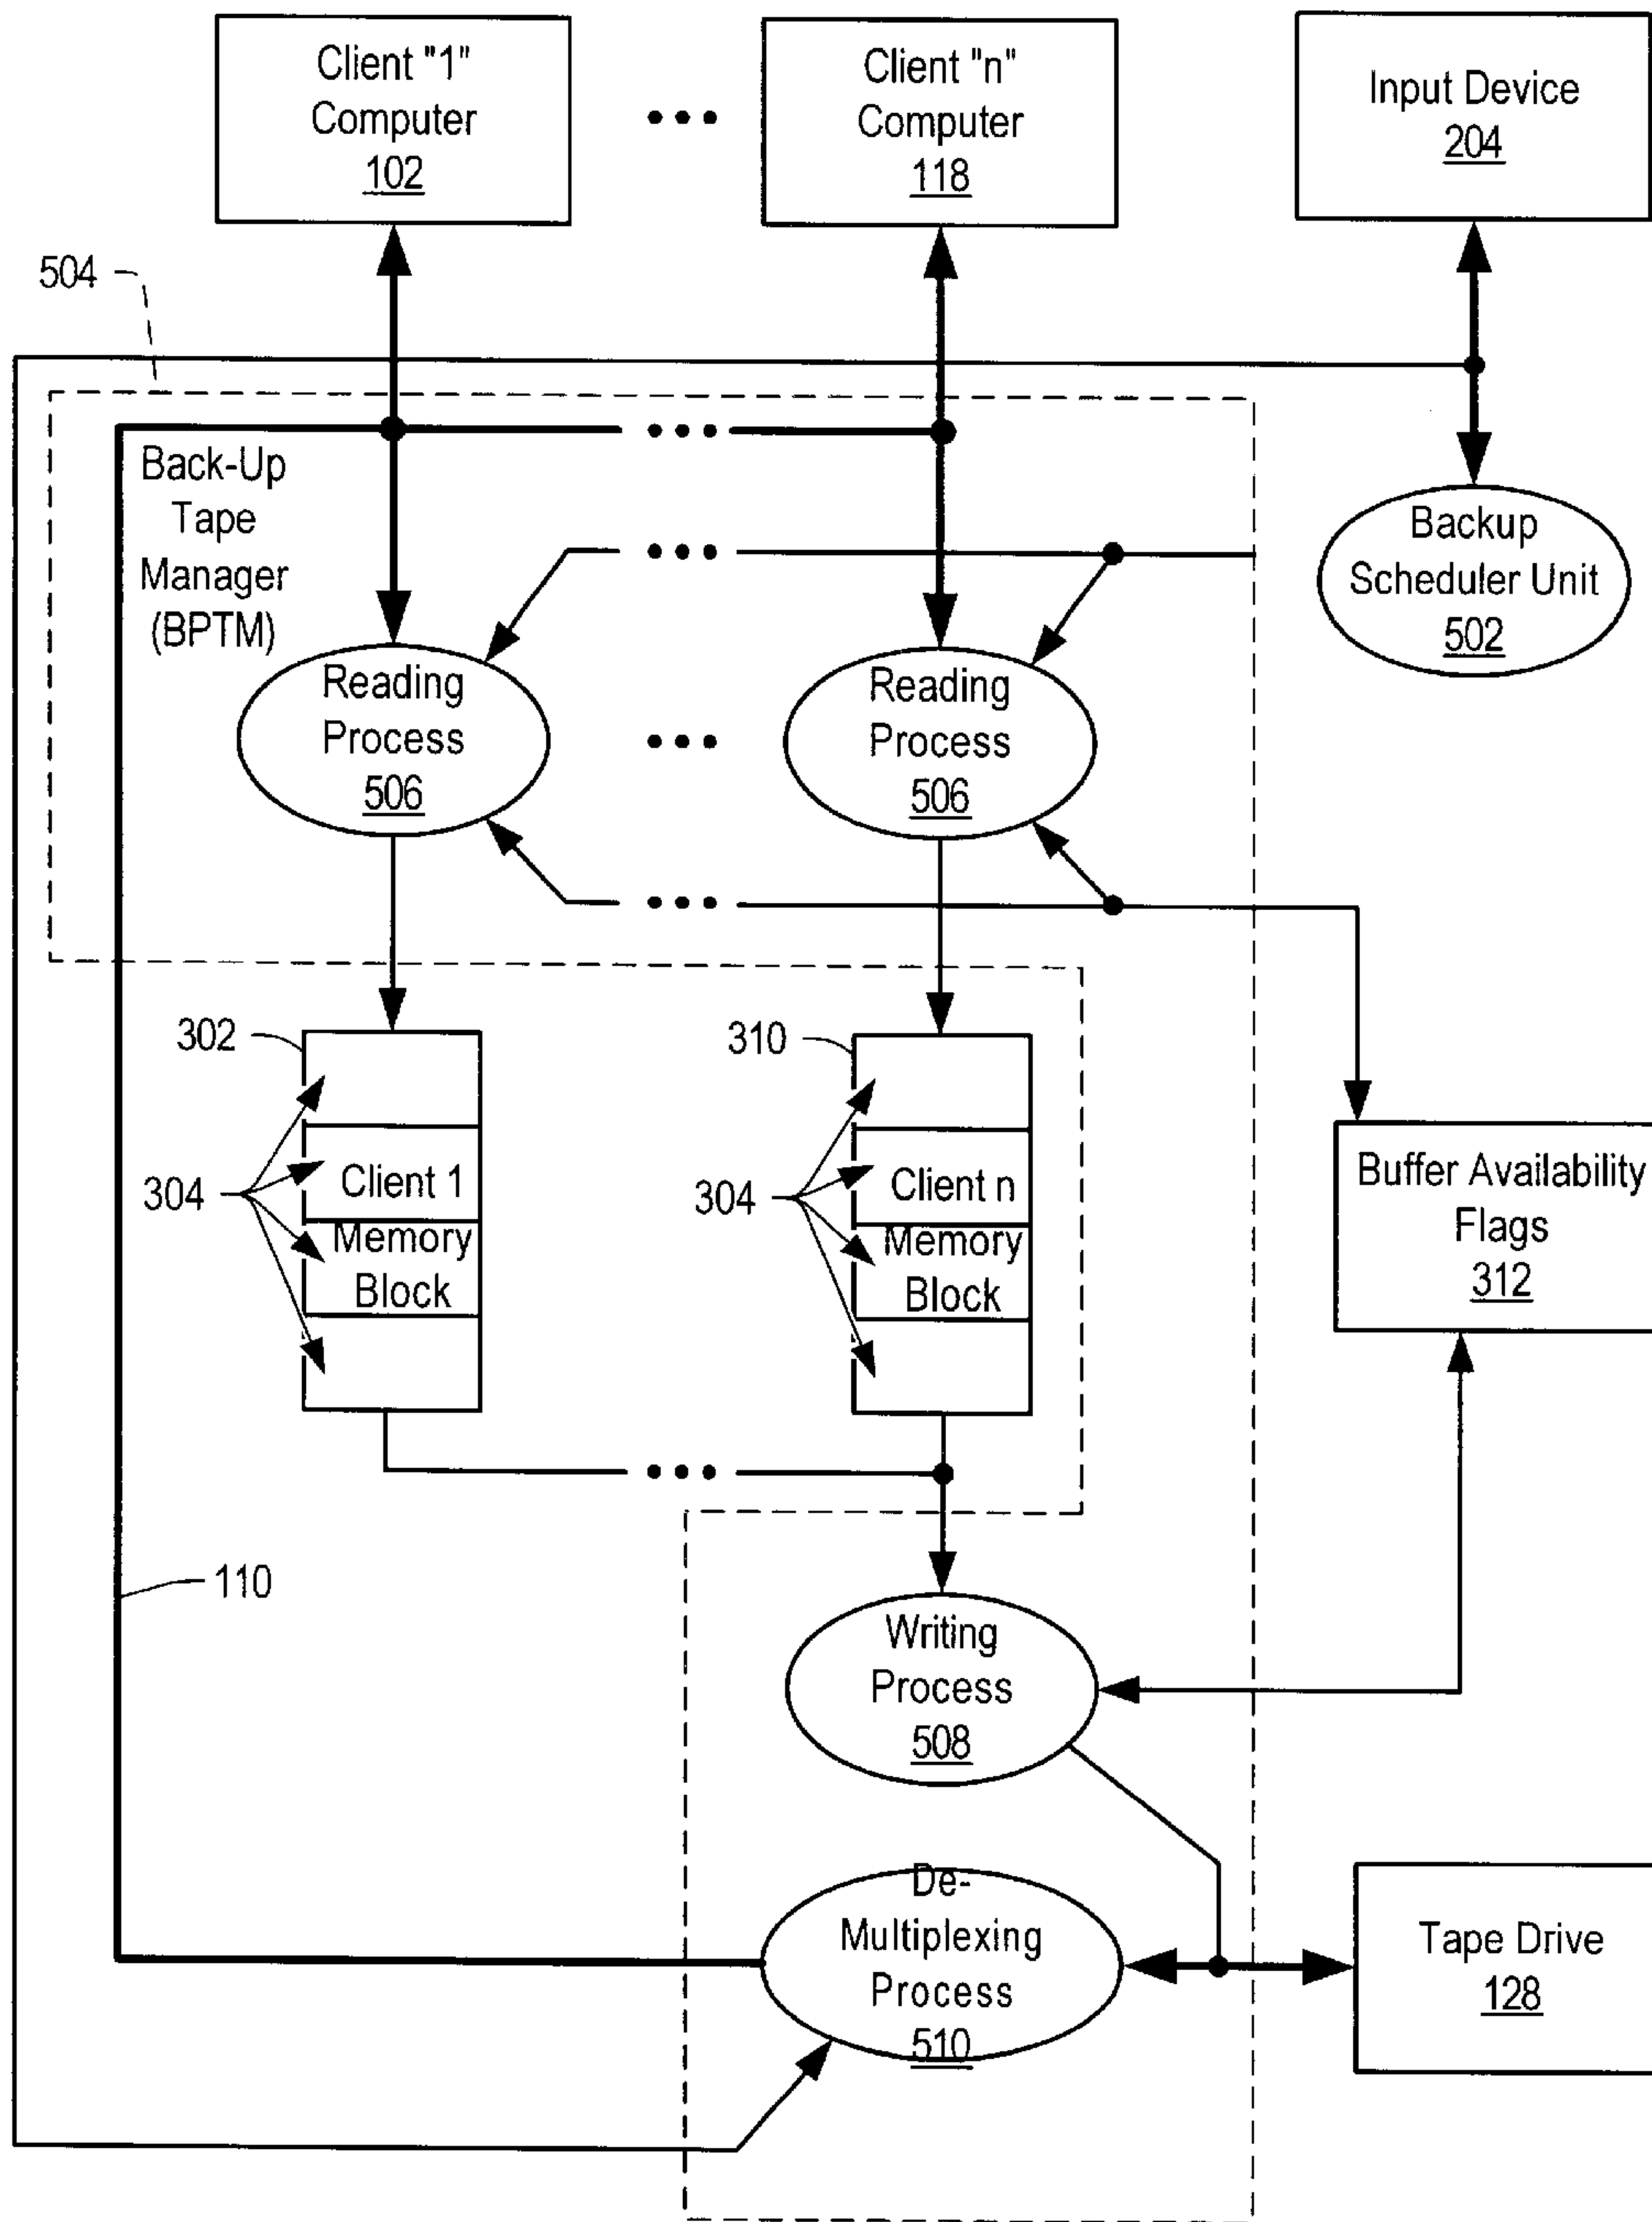 Client "1"
Computer
102
• • •
Client "n"
Computer
118
Input Device
204
504
• • •
Back-Up
Tape
Manager
(BPTM)
• • •
Backup
Scheduler Unit
502
Reading
Process
506
• • •
Reading
Process
506
• • •
302
310
304
Client 1
Memory
Block
304
Client n
Memory
Block
Buffer Availability
Flags
312
• • •
110
Writing
Process
508
De-
Multiplexing
Process
510
Tape Drive
128